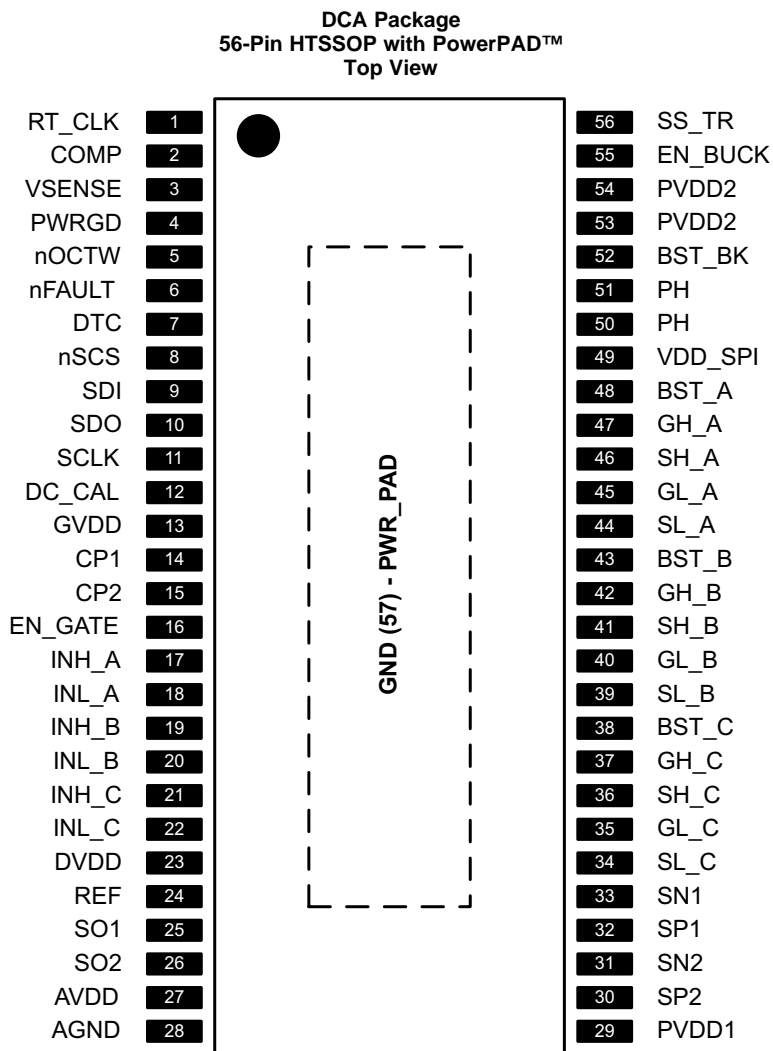 DCA Package
56-Pin HTSSOP with PowerPAD™
Top View
RT_CLK 1 56 SS_TR
COMP 2 55 EN_BUCK
VSENSE 3 54 PVDD2
PWRGD 4 53 PVDD2
nOCTW 5 52 BST_BK
nFAULT 6 51 PH
DTC 7 50 PH
nSCS 8 49 VDD_SPI
SDI 9 48 BST_A
SDO 10 47 GH_A
SCLK 11 46 SH_A
DC_CAL 12 45 GL_A
GVDD 13 44 SL_A
CP1 14 43 BST_B
CP2 15 42 GH_B
EN_GATE 16 41 SH_B
INH_A 17 40 GL_B
INL_A 18 39 SL_B
INH_B 19 38 BST_C
INL_B 20 37 GH_C
INH_C 21 36 SH_C
INL_C 22 35 GL_C
DVDD 23 34 SL_C
REF 24 33 SN1
SO1 25 32 SP1
SO2 26 31 SN2
AVDD 27 30 SP2
AGND 28 29 PVDD1
GND (57) - PWR_PAD